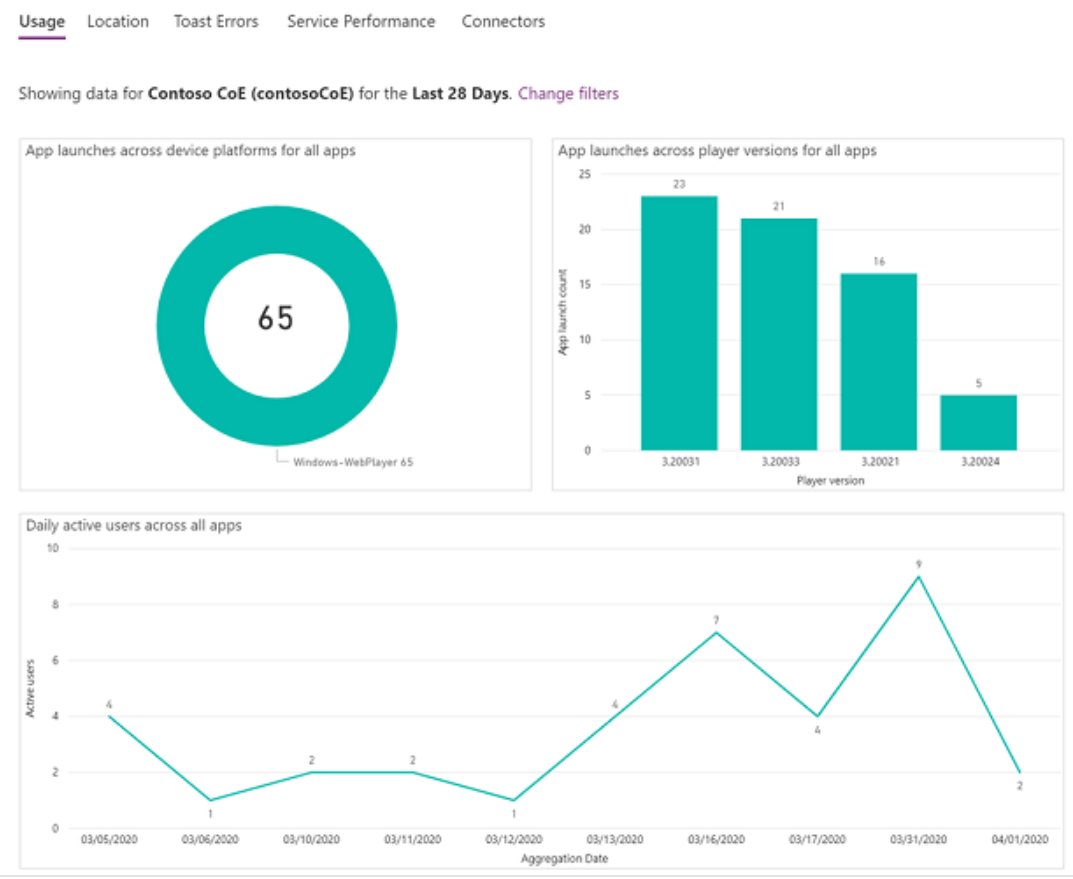 Usage Location Toast Errors Service Performance Connectors
Showing data for Contoso CoE (contosoCoE) for the Last 28 Days. Change filters
App launches across device platforms for all apps
65
Windows-WebPlayer 65
App launches across player versions for all apps
25
20
15
10
5
0
App launch count
23
21
16
5
3.20031 3.20033 3.20021 3.20024
Player version
Daily active users across all apps
10
8
6
4
2
0
Active users
4
1
2
2
1
4
7
4
9
2
03/05/2020 03/06/2020 03/10/2020 03/11/2020 03/12/2020 03/13/2020 03/16/2020 03/17/2020 03/31/2020 04/01/2020
Aggregation Date